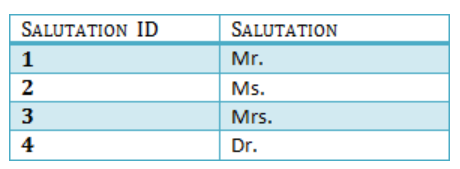 SALUTATION ID SALUTATION
1 Mr.
2 Ms.
3 Mrs.
4 Dr.